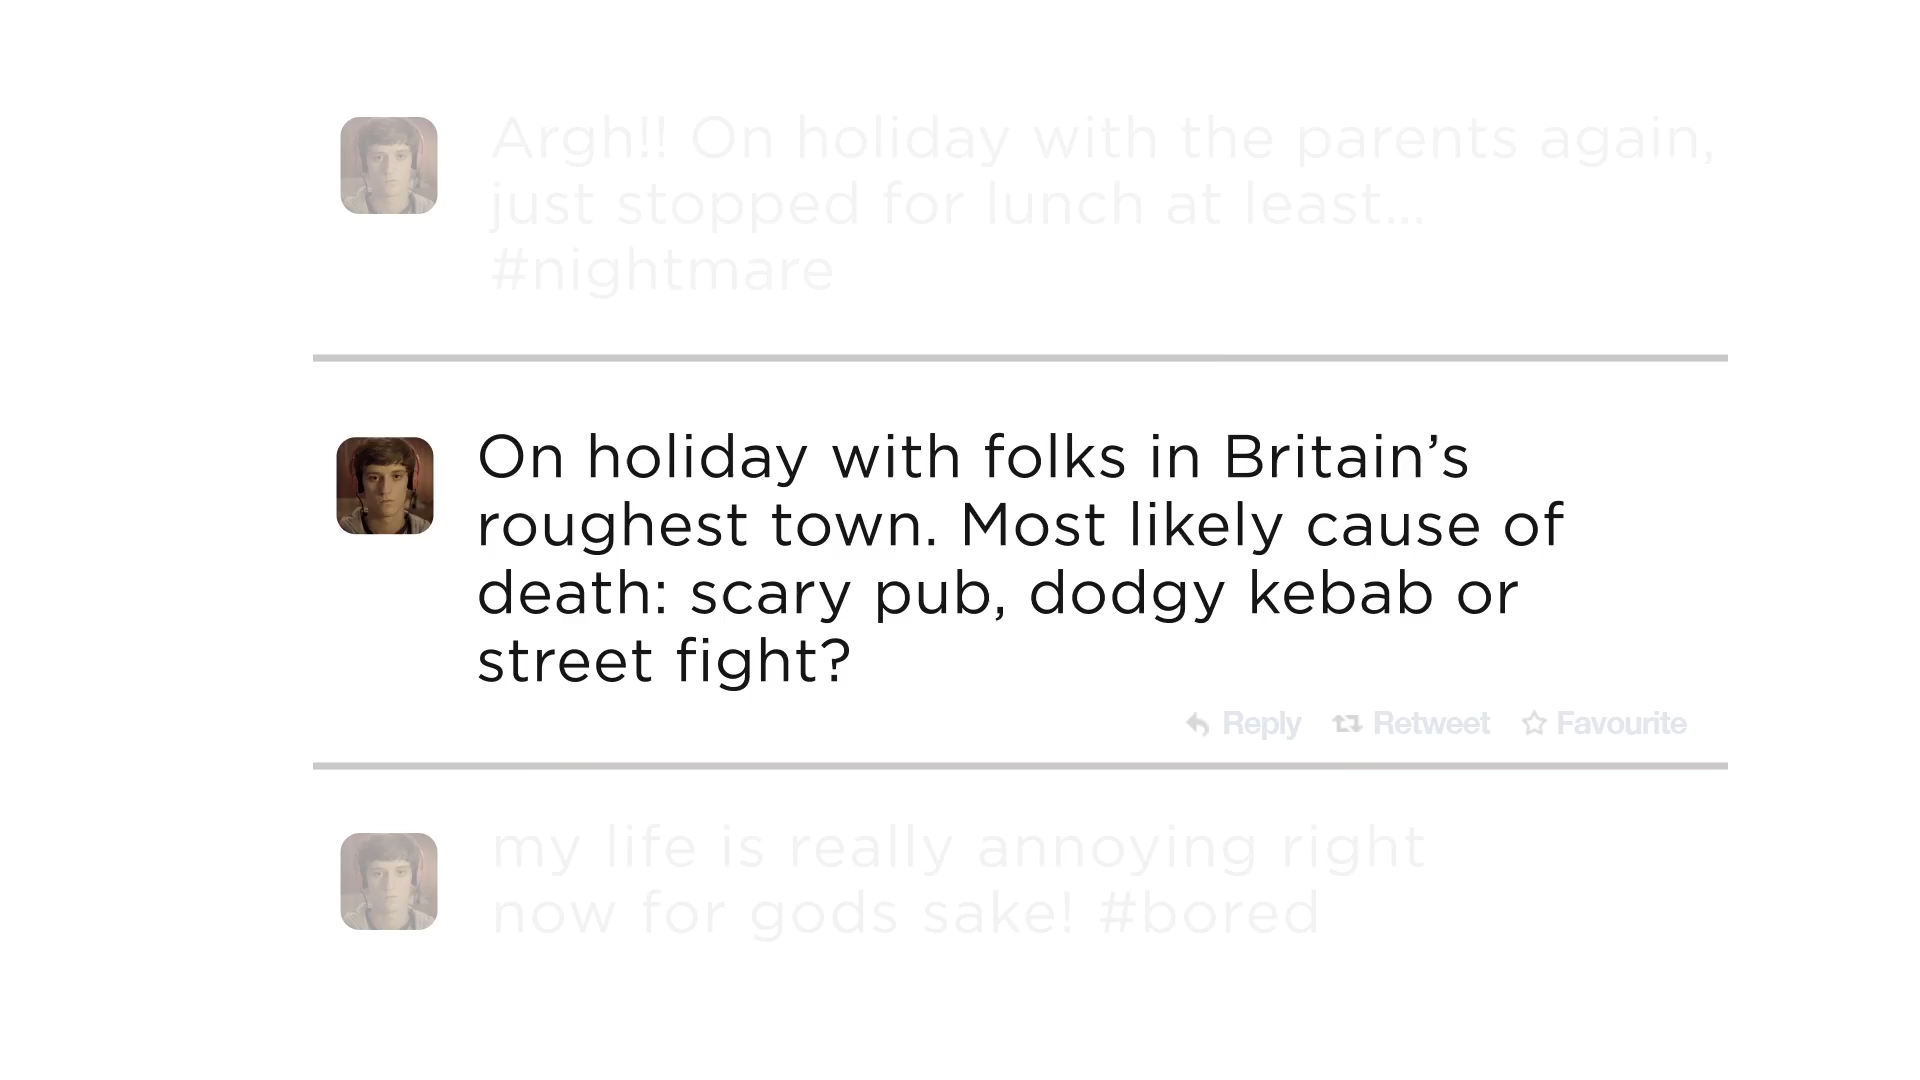 Argh!! On holiday with the parents again,
just stopped for lunch at least...
#nightmare
On holiday with folks in Britain’s
roughest town. Most likely cause of
death: scary pub, dodgy kebab or
street fight?
Reply Retweet Favourite
my life is really annoying right
now for gods sake! #bored